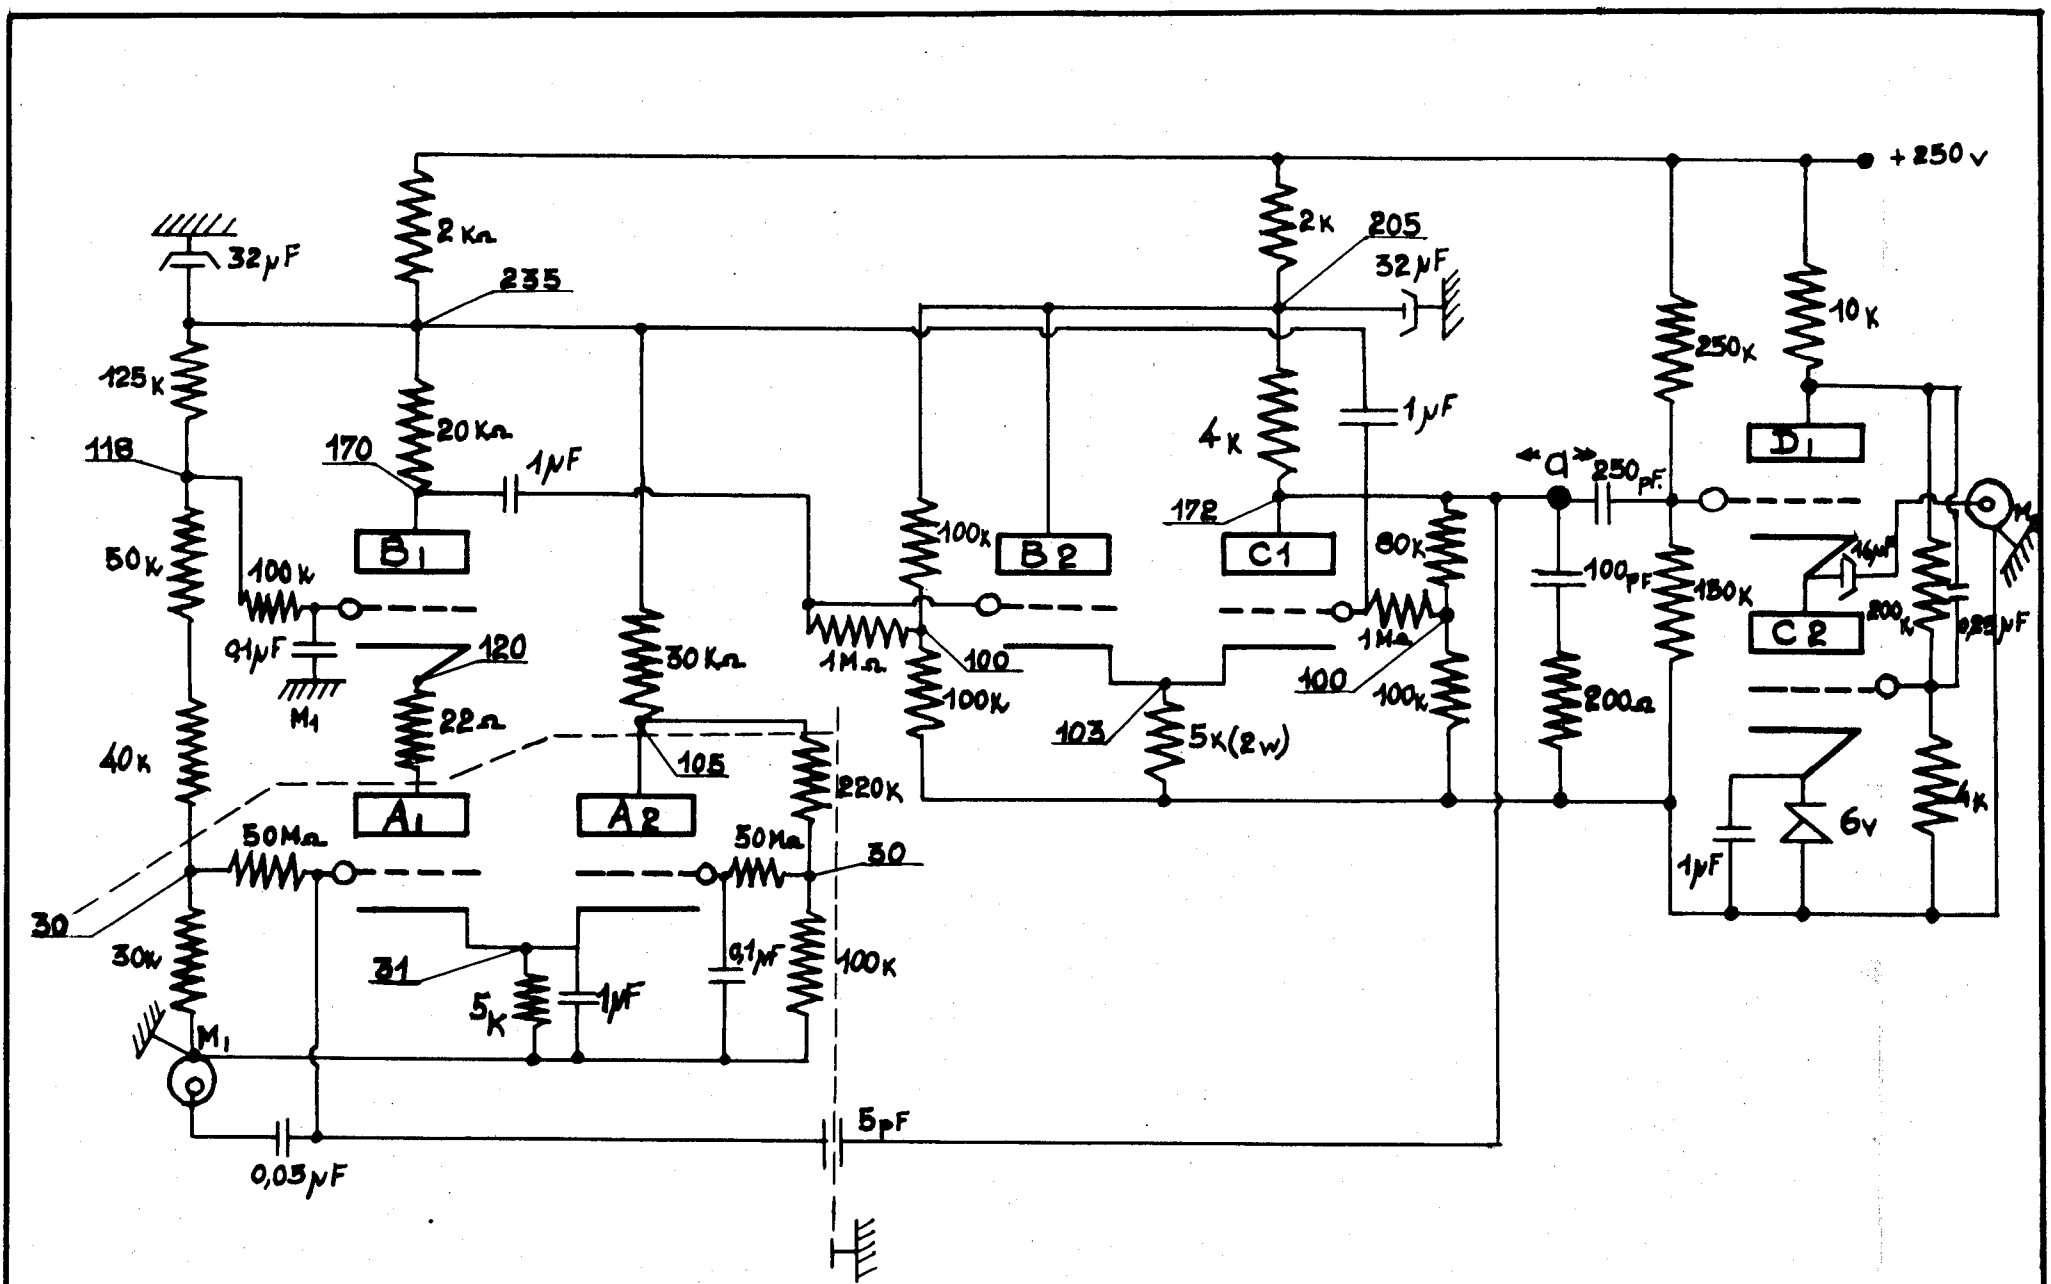 + 250 v
2 KΩ
2 K
205
32 µF
32 µF
235
10 K
250 K
125 K
20 KΩ
170
1 µF
4 K
1 µF
118
"a"
250 pF.
D1
172
50 K
B1
100 K
B2
C1
80 K
100 K
100 pF
16 µF
150 K
200 K
0,25 µF
C2
0,1 µF
M1
120
30 KΩ
1 MΩ
100
1 MΩ
100
22 Ω
100 K
100 K
200 Ω
103
5 K (2 W)
40 K
105
220 K
A1
A2
4 K
6 V
1 µF
50 MΩ
50 MΩ
30
30
30 K
31
0,1 µF
100 K
5 K
1 µF
M1
5 pF
0,05 µF